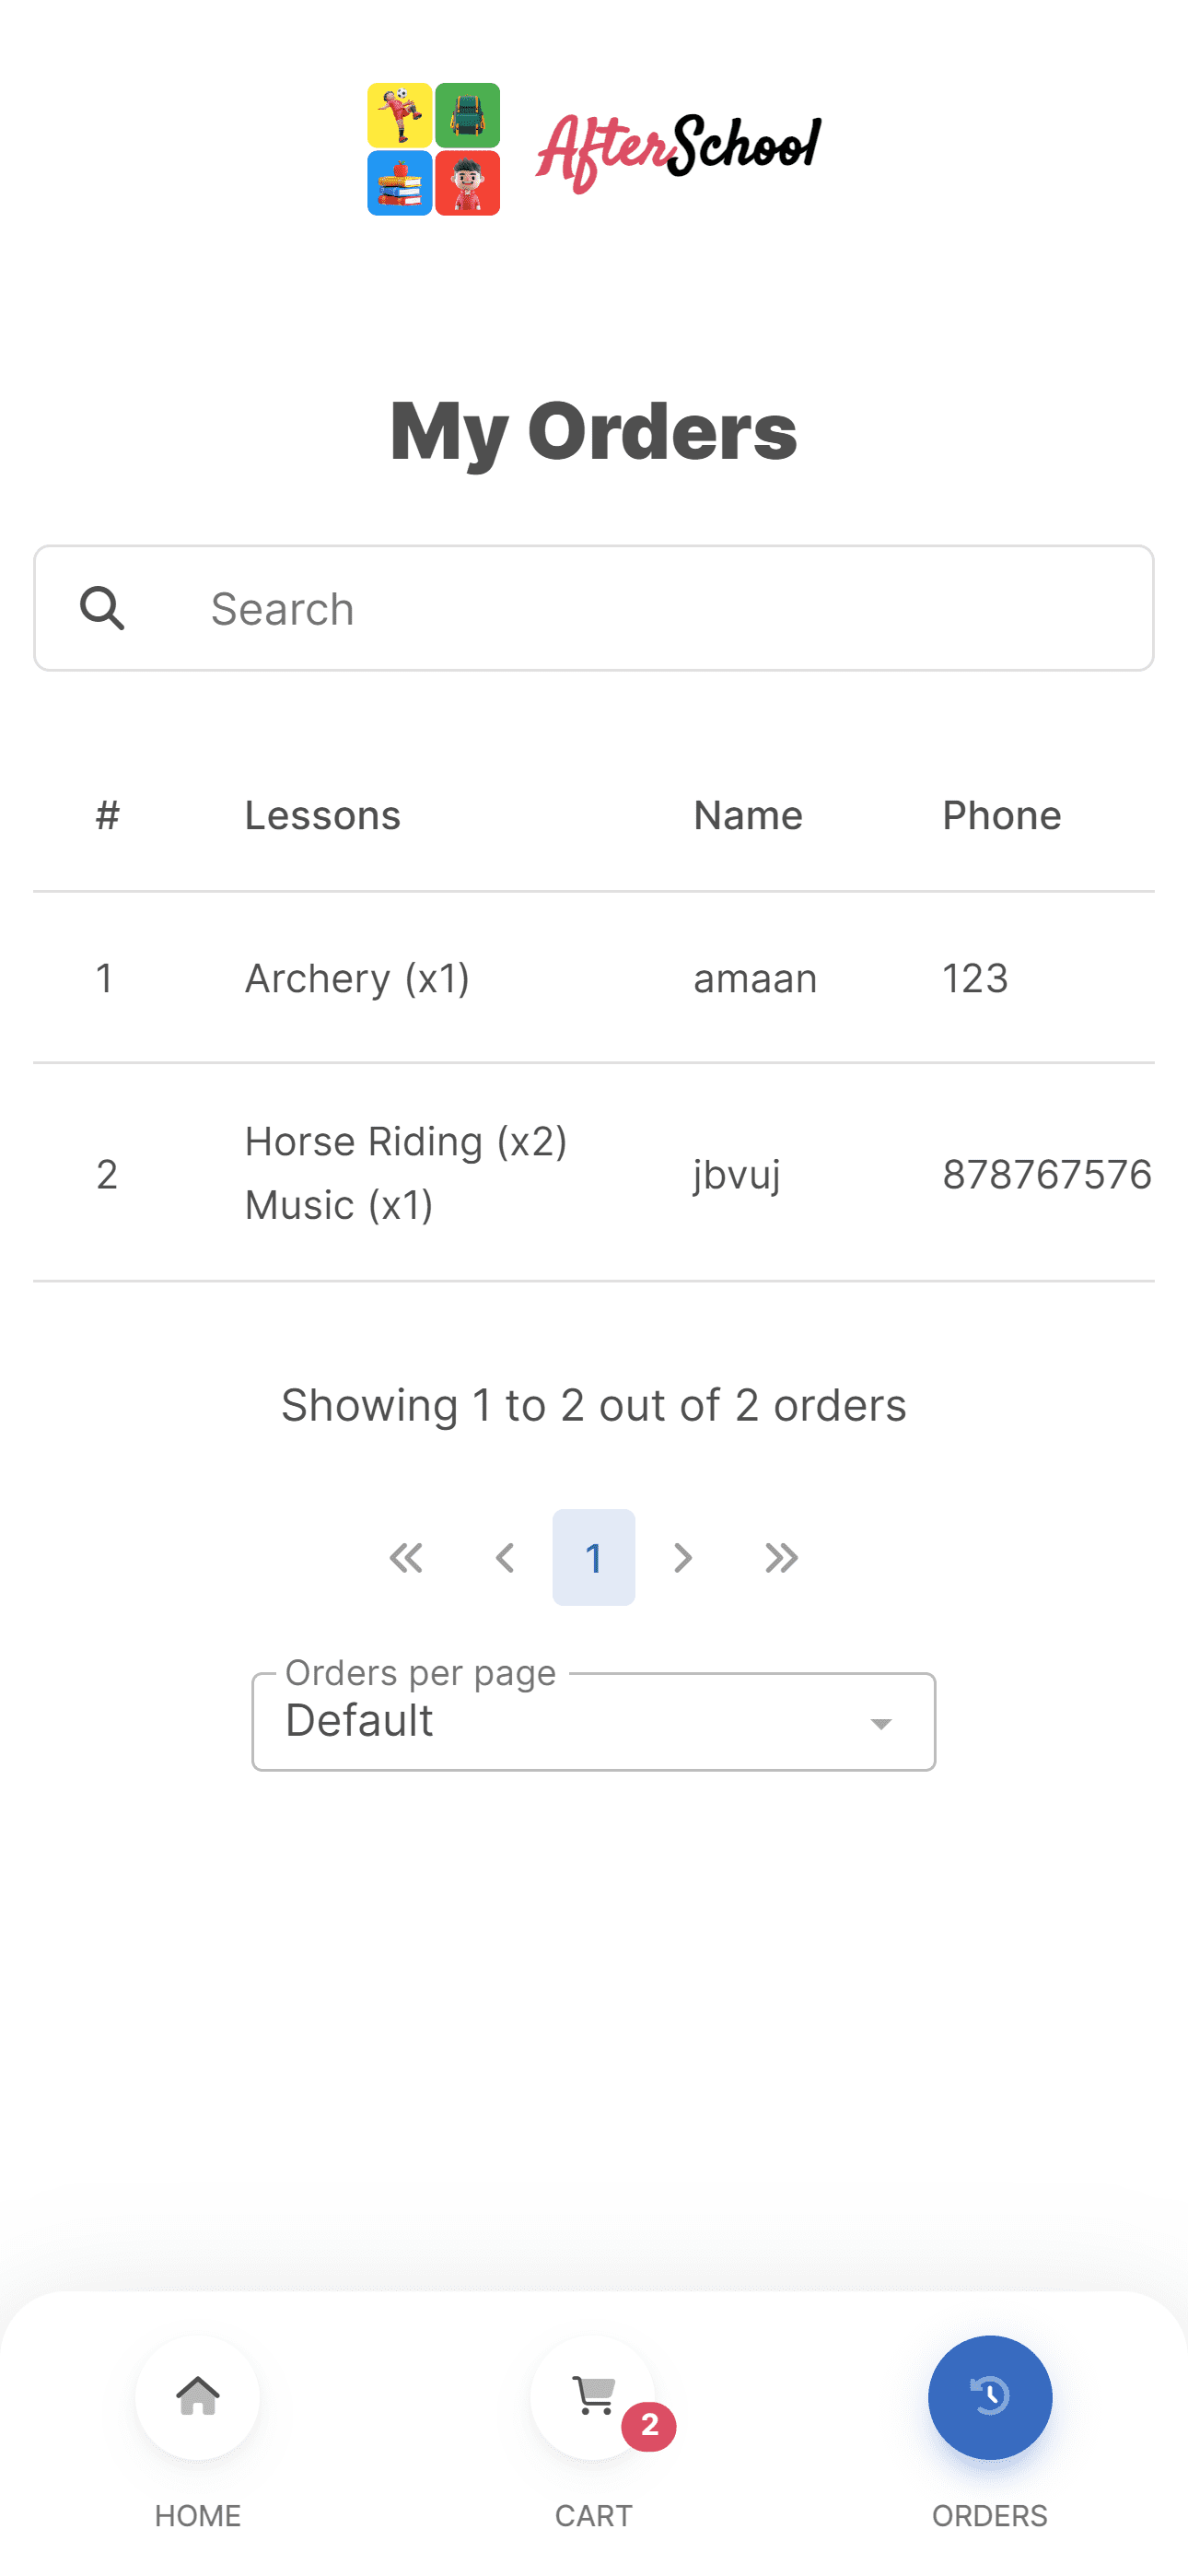 AfterSchool
My Orders
Search
# Lessons Name Phone
1 Archery (x1) amaan 123
2 Horse Riding (x2) jbvuj 878767576
Music (x1)
Showing 1 to 2 out of 2 orders
1
Orders per page
Default
2
HOME CART ORDERS